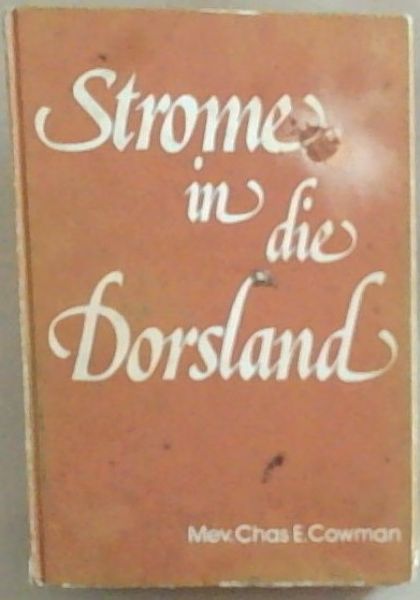 Strome
in
die
Dorsland
Mev. Chas E. Cowman